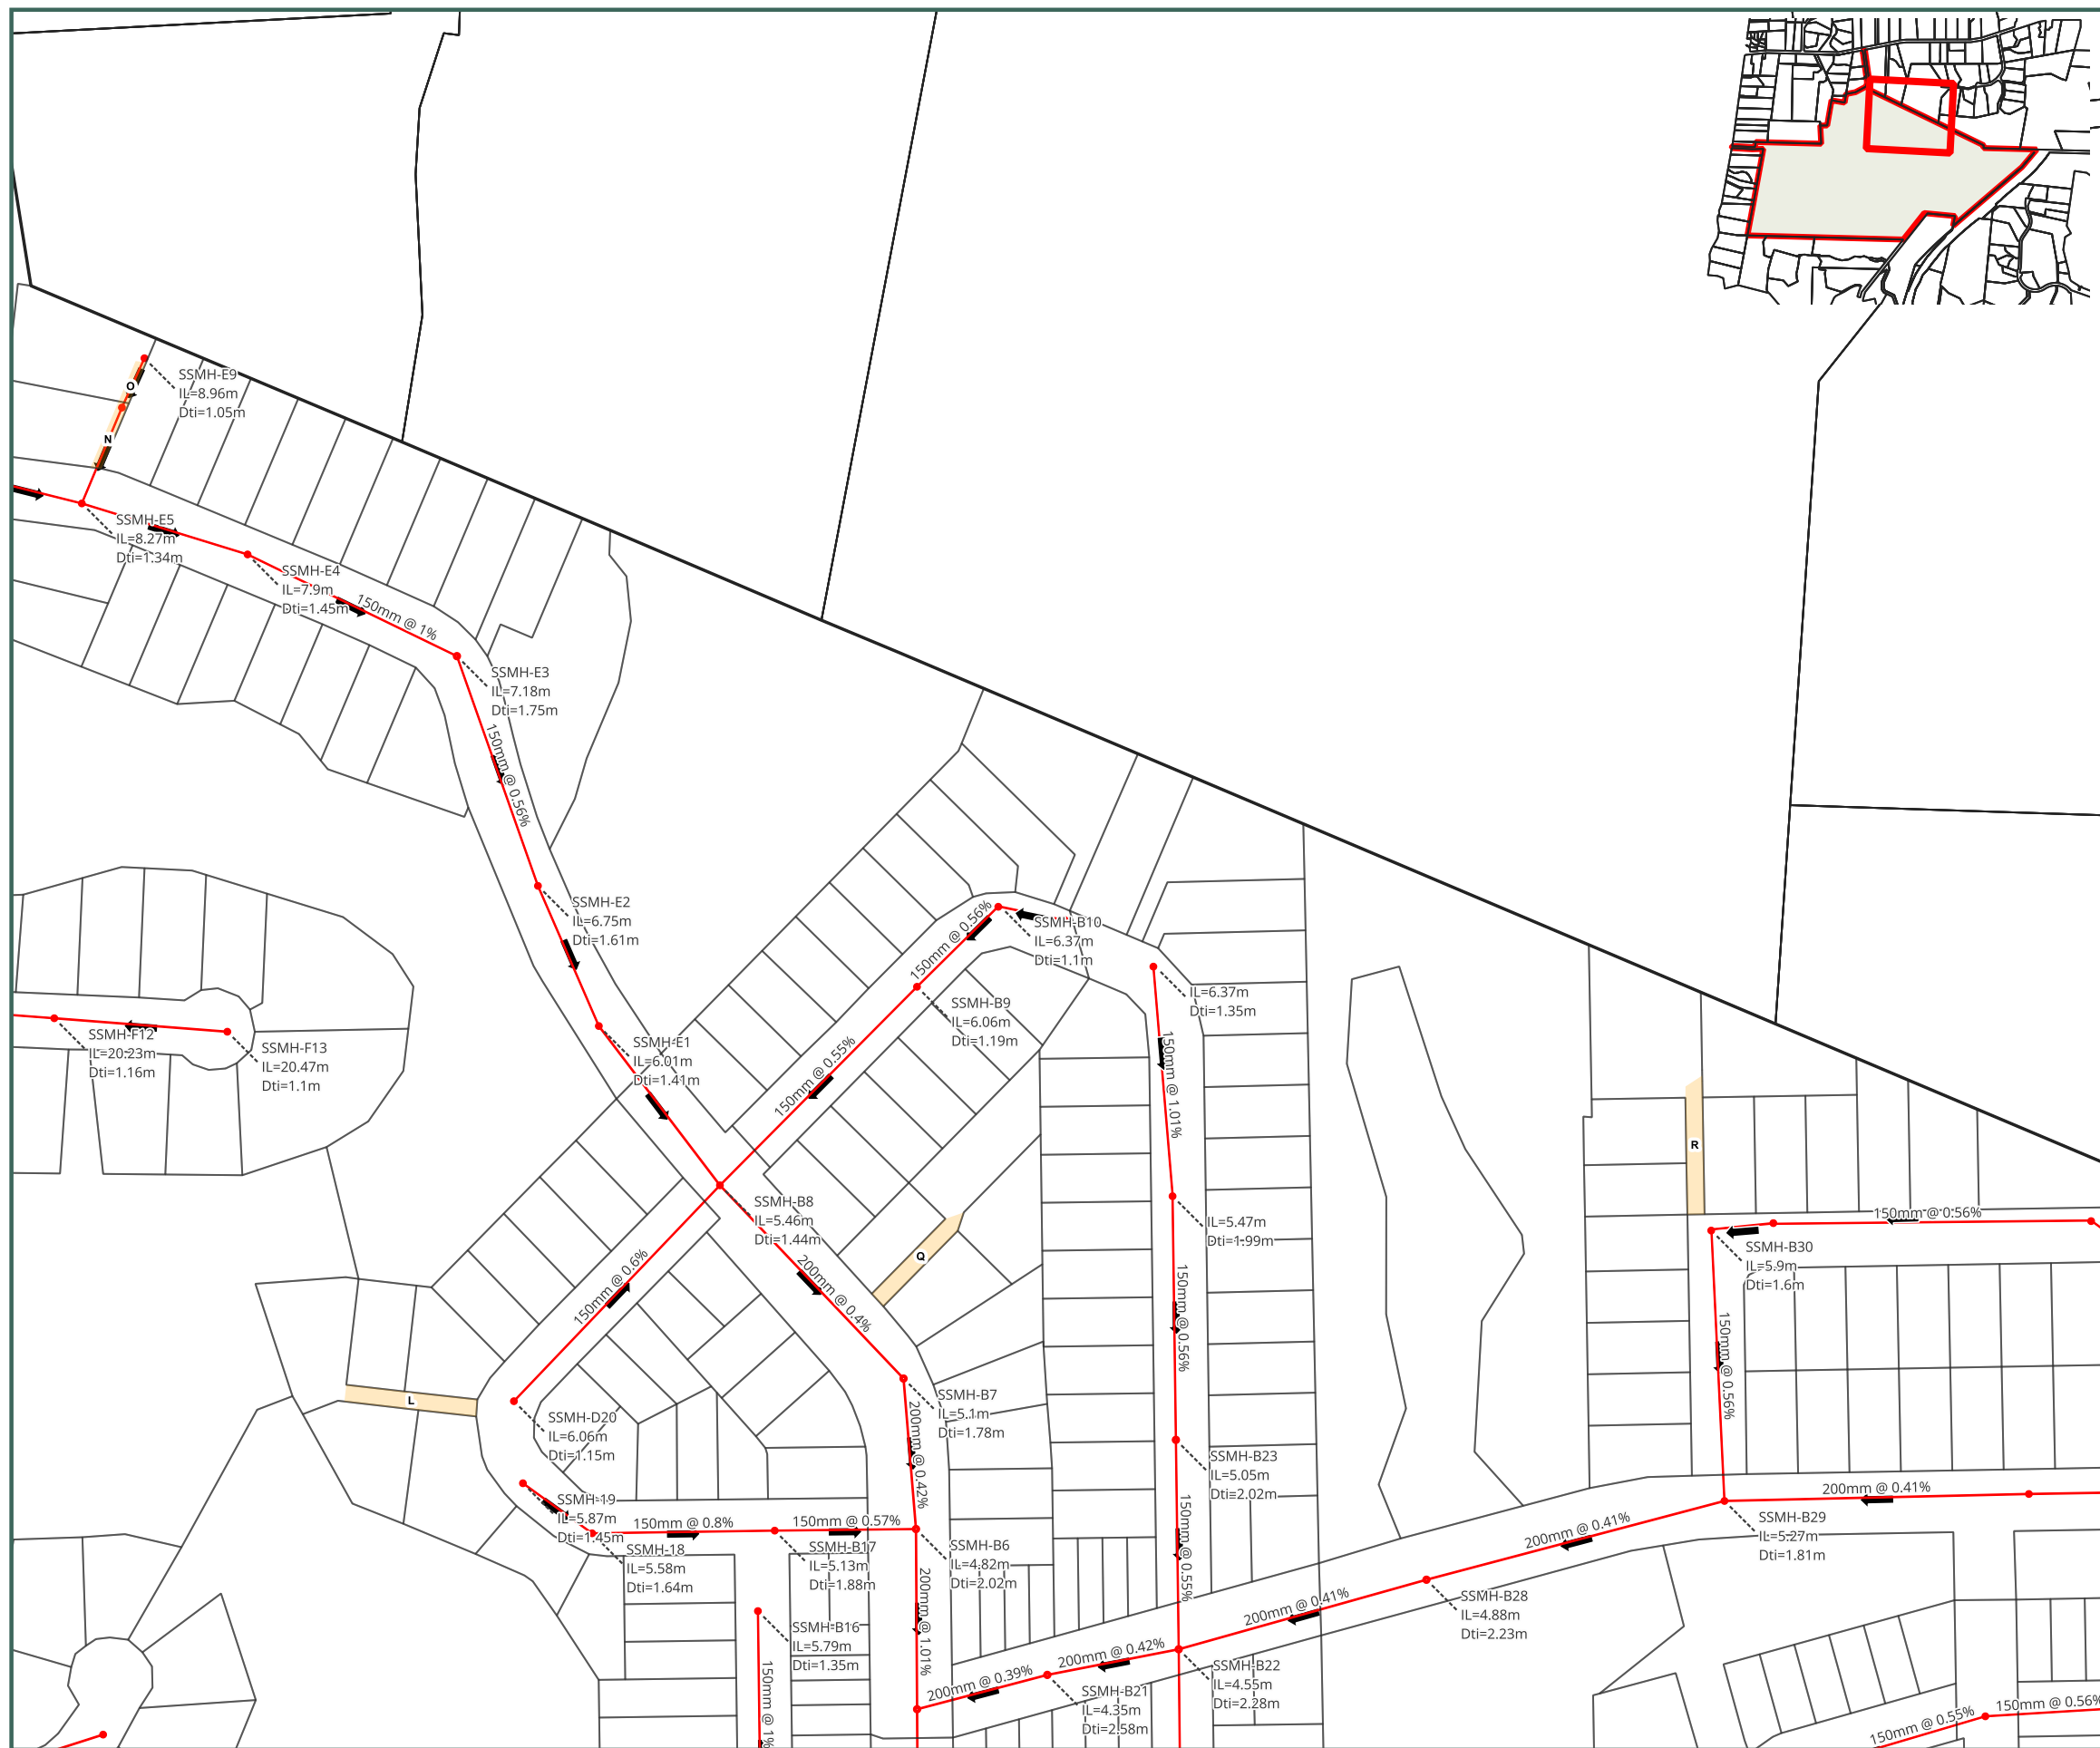 SSMH-E9
IL=8.96m
Dti=1.05m
O
N
SSMH-E5
IL=8.27m
Dti=1.34m
SSMH-E4
IL=7.9m
Dti=1.45m
150mm @ 1%
SSMH-E3
IL=7.18m
Dti=1.75m
150mm @ 0.56%
SSMH-E2
IL=6.75m
Dti=1.61m
150mm @ 0.56%
SSMH-B10
IL=6.37m
Dti=1.1m
SSMH-B9
IL=6.06m
Dti=1.19m
IL=6.37m
Dti=1.35m
SSMH-F12
IL=20.23m
Dti=1.16m
SSMH-F13
IL=20.47m
Dti=1.1m
SSMH-E1
IL=6.01m
Dti=1.41m
150mm @ 0.55%
150mm @ 1.01%
R
SSMH-B8
IL=5.46m
Dti=1.44m
IL=5.47m
Dti=1.99m
150mm @ 0.56%
SSMH-B30
IL=5.9m
Dti=1.6m
Q
150mm @ 0.6%
200mm @ 0.4%
150mm @ 0.56%
150mm @ 0.56%
L
SSMH-B7
IL=5.1m
Dti=1.78m
SSMH-D20
IL=6.06m
Dti=1.15m
200mm @ 0.42%
SSMH-B23
IL=5.05m
Dti=2.02m
200mm @ 0.41%
SSMH-19
IL=5.87m
Dti=1.45m
150mm @ 0.8%
150mm @ 0.57%
150mm @ 0.55%
200mm @ 0.41%
SSMH-B29
IL=5.27m
Dti=1.81m
SSMH-18
IL=5.58m
Dti=1.64m
SSMH-B17
IL=5.13m
Dti=1.88m
SSMH-B6
IL=4.82m
Dti=2.02m
SSMH-B28
IL=4.88m
Dti=2.23m
200mm @ 0.41%
SSMH-B16
IL=5.79m
Dti=1.35m
200mm @ 1.01%
200mm @ 0.42%
200mm @ 0.39%
SSMH-B22
IL=4.55m
Dti=2.28m
SSMH-B21
IL=4.35m
Dti=2.58m
150mm @ 1%
150mm @ 0.55%
150mm @ 0.56%